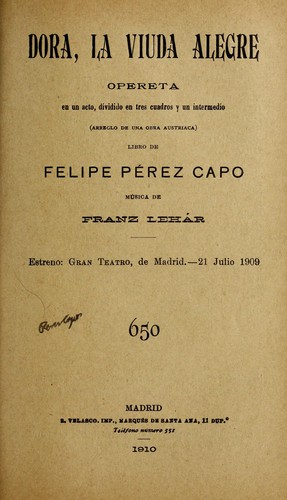 DORA, LA VIUDA ALEGRE
OPERETA
en un acto, dividido en tres cuadros y un intermedio
(ARREGLO DE UNA OBRA AUSTRIACA)
LIBRO DE
FELIPE PÉREZ CAPO
MÚSICA DE
FRANZ LEHÁR
Estreno: GRAN TEATRO, de Madrid.—21 Julio 1909
650
MADRID
R. VELASCO. IMP., MARQUÉS DE SANTA ANA, 11 DUP.º
Teléfono número 551
1910